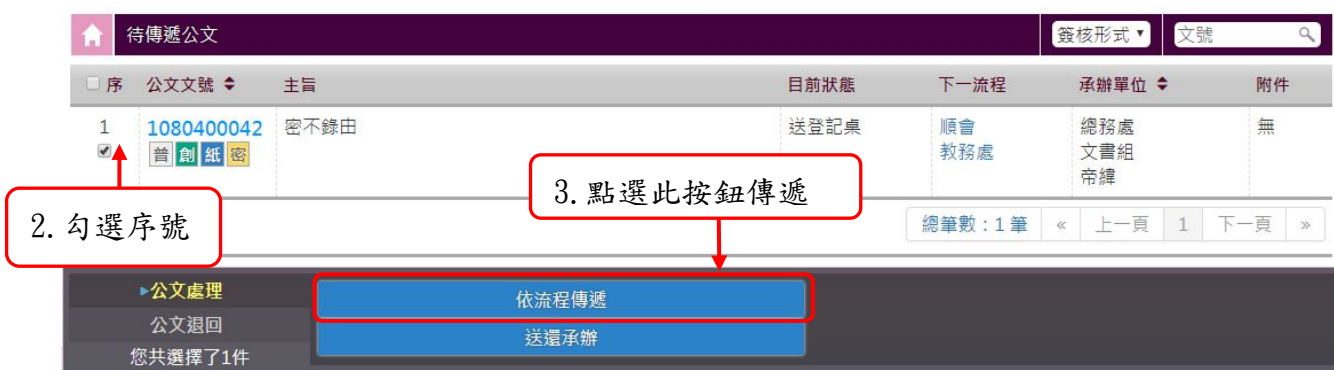 待傳遞公文
簽核形式
文號
序 公文文號 主旨 目前狀態 下一流程 承辦單位 附件
1 1080400042 密不錄由 送登記桌 順會 總務處 無
普 創 紙 密 教務處 文書組
帝緯
3.點選此按鈕傳遞
2.勾選序號
總筆數：1 筆 « 上一頁 1 下一頁 »
公文處理 依流程傳遞
公文退回 送還承辦
您共選擇了1件